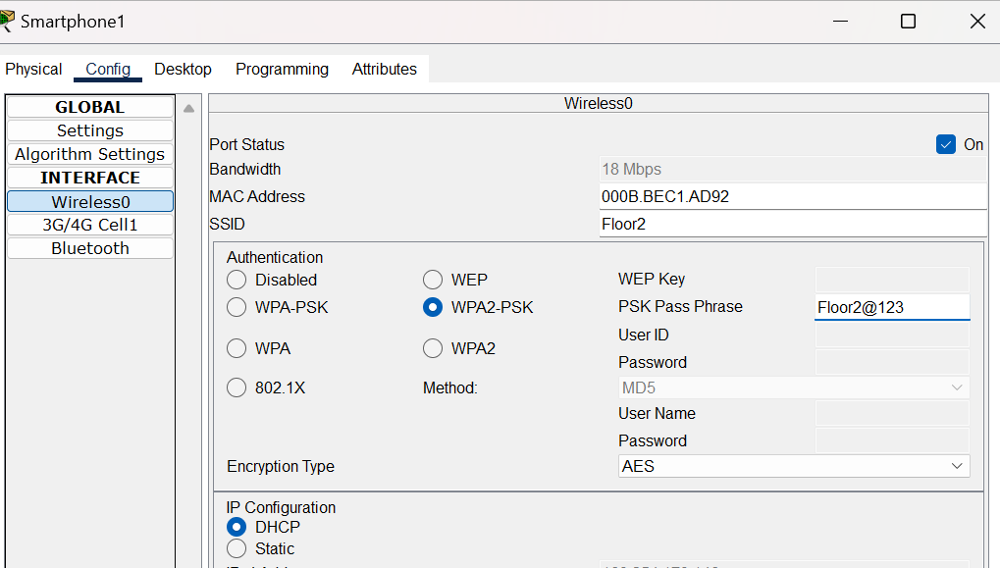 Smartphone1
Physical Config Desktop Programming Attributes
GLOBAL
Settings
Algorithm Settings
INTERFACE
Wireless0
3G/4G Cell1
Bluetooth
Wireless0
Port Status On
Bandwidth 18 Mbps
MAC Address 000B.BEC1.AD92
SSID Floor2
Authentication
Disabled WEP WEP Key
WPA-PSK WPA2-PSK PSK Pass Phrase Floor2@123
User ID
WPA WPA2
Password
802.1X Method: MD5
User Name
Password
Encryption Type AES
IP Configuration
DHCP
Static